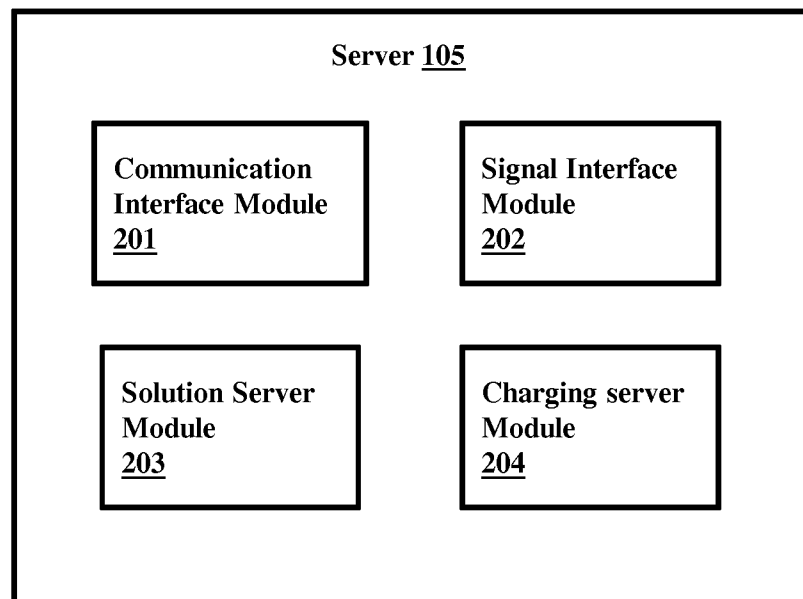 Server 105
Communication
Interface Module
201
Signal Interface
Module
202
Solution Server
Module
203
Charging server
Module
204